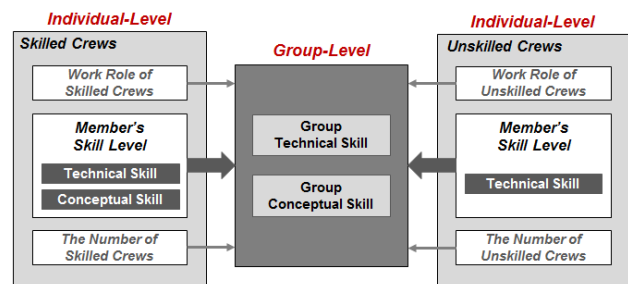 Individual-Level
Skilled Crews
Work Role of
Skilled Crews
Member's
Skill Level
Technical Skill
Conceptual Skill
The Number of
Skilled Crews
Group-Level
Group
Technical Skill
Group
Conceptual Skill
Individual-Level
Unskilled Crews
Work Role of
Unskilled Crews
Member's
Skill Level
Technical Skill
The Number of
Unskilled Crews